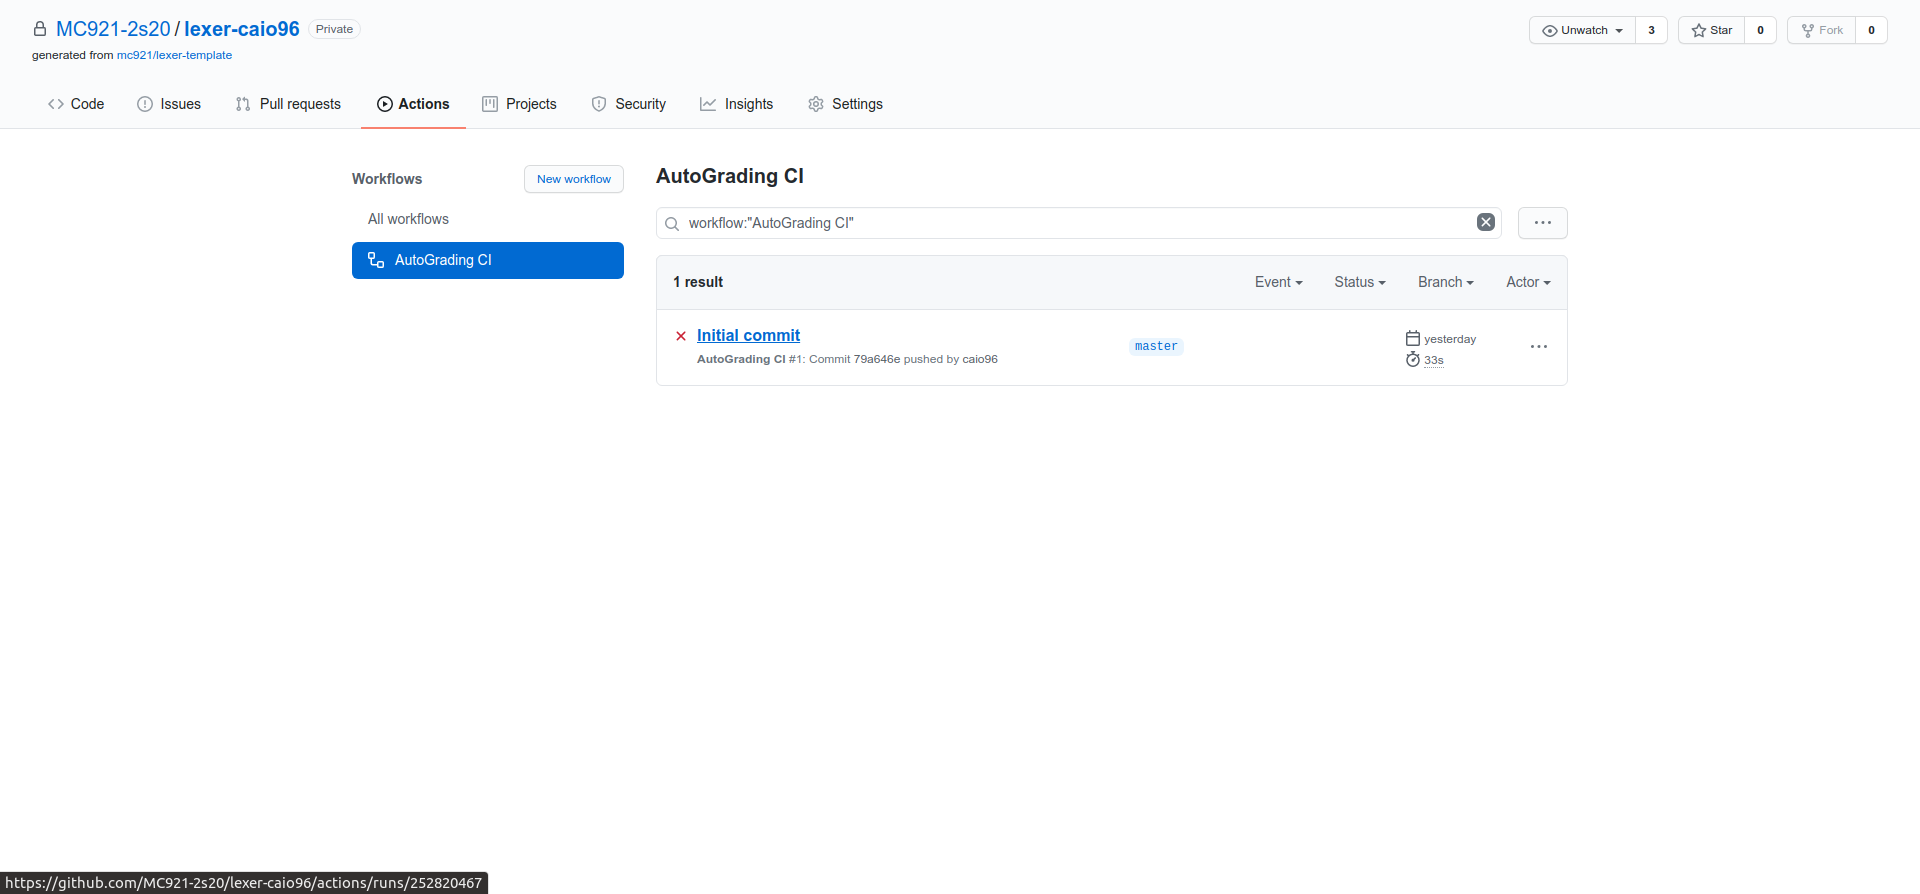 MC921-2s20 / lexer-caio96 Private
Unwatch 3 Star 0 Fork 0
generated from mc921/lexer-template
Code Issues Pull requests Actions Projects Security Insights Settings
Workflows New workflow
All workflows
AutoGrading CI
AutoGrading CI
workflow:"AutoGrading CI"
1 result Event Status Branch Actor
Initial commit
AutoGrading CI #1: Commit 79a646e pushed by caio96
master
yesterday
33s
https://github.com/MC921-2s20/lexer-caio96/actions/runs/252820467